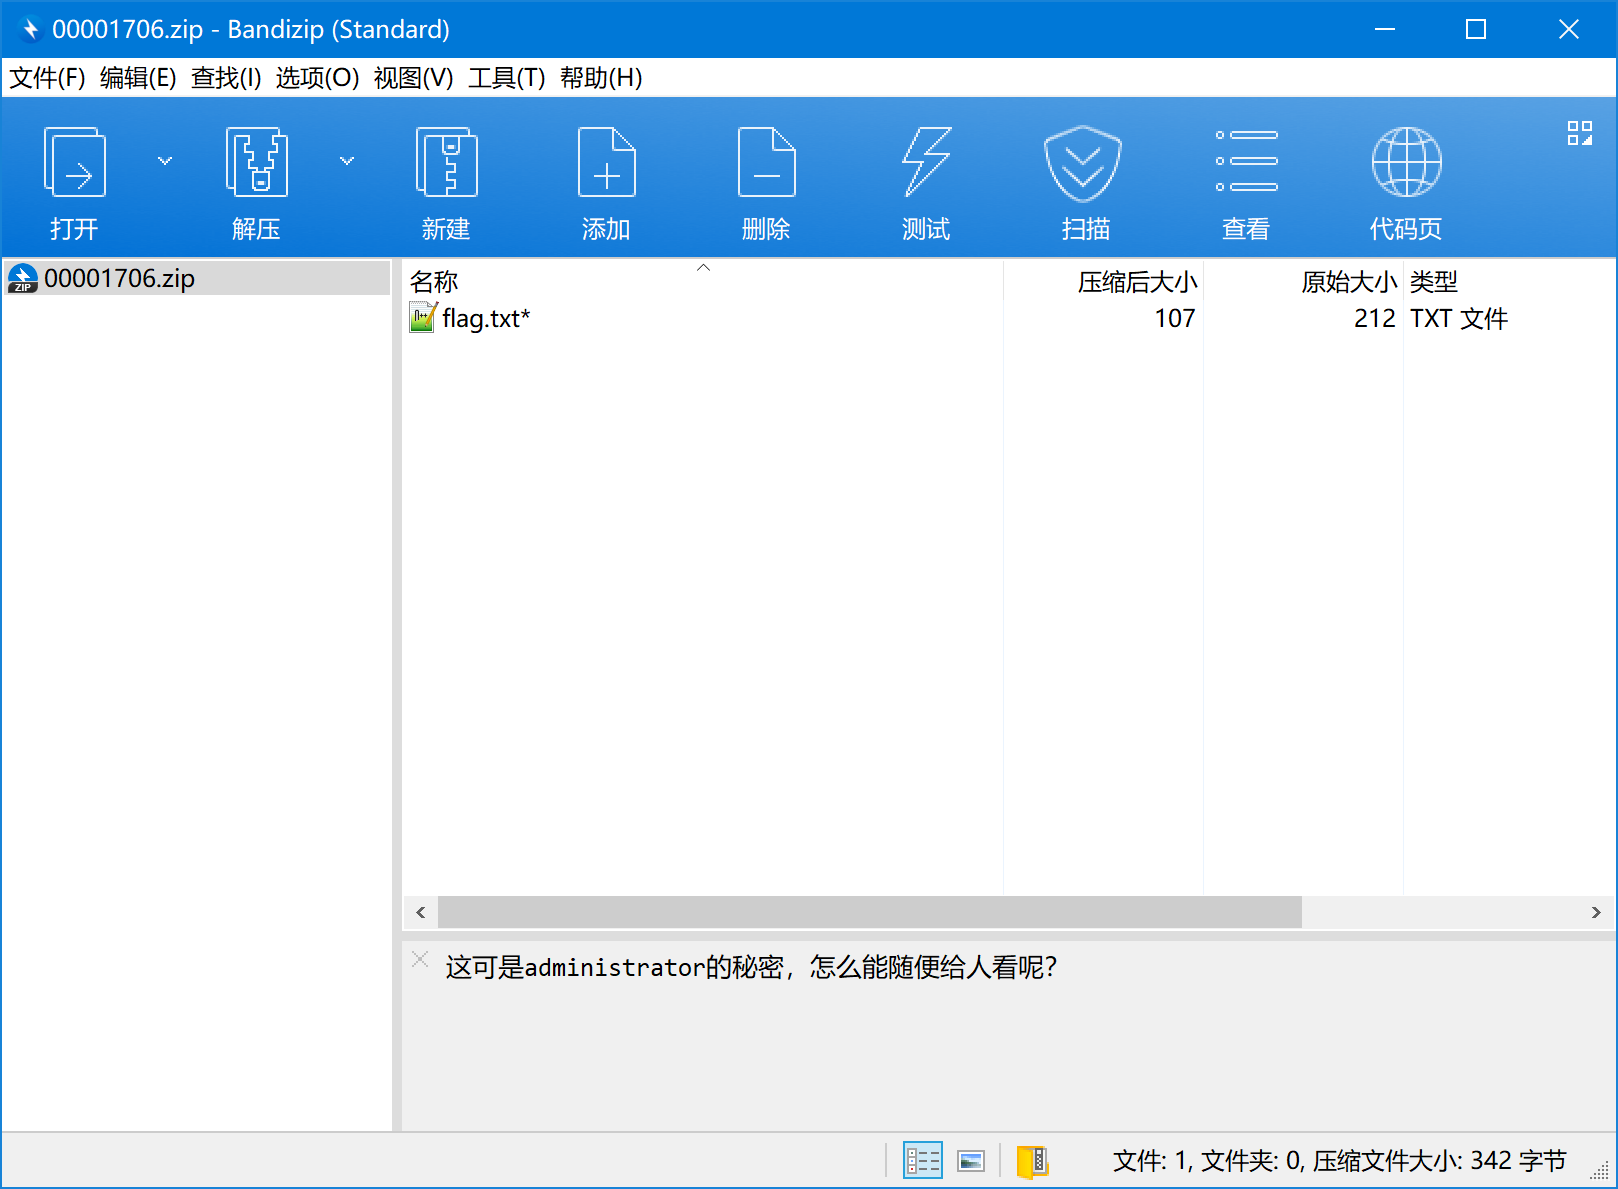 00001706.zip - Bandizip (Standard)
文件(F) 编辑(E) 查找(I) 选项(O) 视图(V) 工具(T) 帮助(H)
打开 解压 新建 添加 删除 测试 扫描 查看 代码页
ZIP 00001706.zip
名称 压缩后大小 原始大小 类型
flag.txt* 107 212 TXT 文件
这可是administrator的秘密，怎么能随便给人看呢？
文件: 1, 文件夹: 0, 压缩文件大小: 342 字节